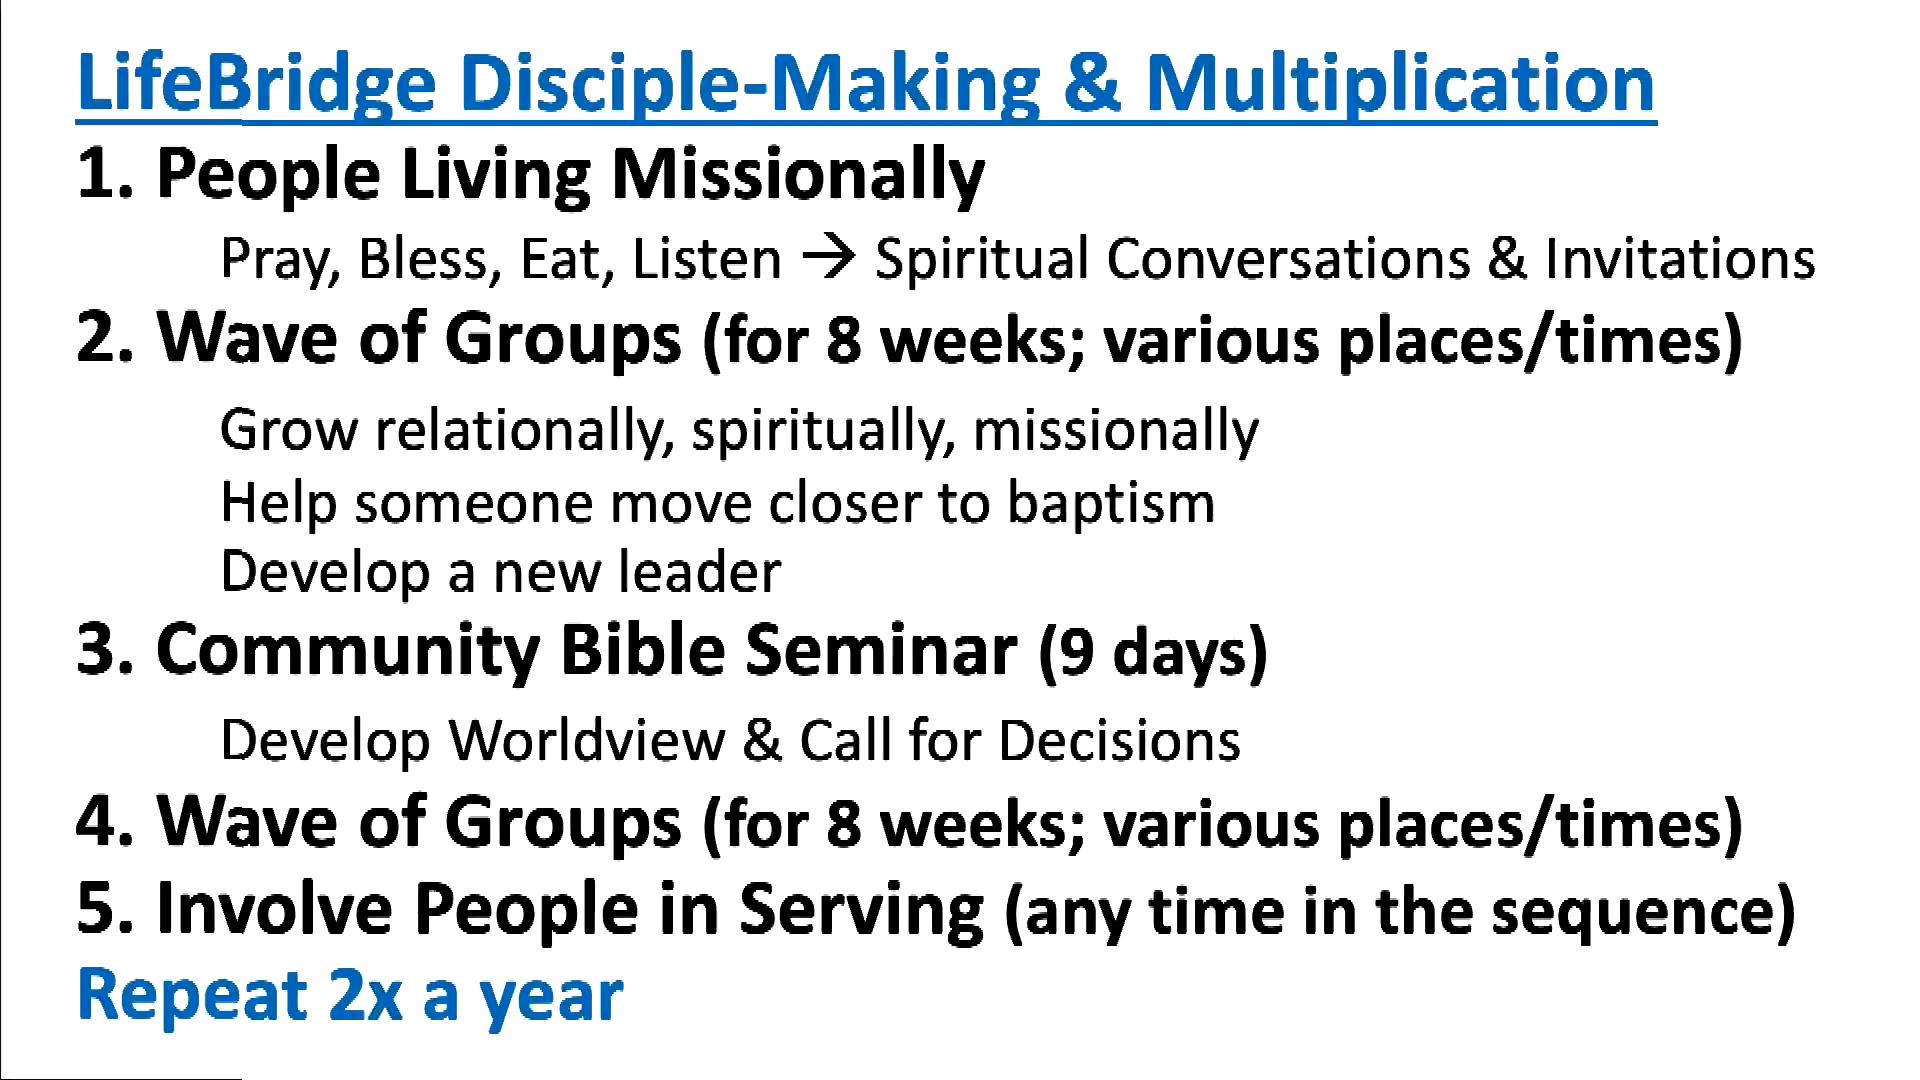 LifeBridge Disciple-Making & Multiplication
1. People Living Missionally
Pray, Bless, Eat, Listen → Spiritual Conversations & Invitations
2. Wave of Groups (for 8 weeks; various places/times)
Grow relationally, spiritually, missionally
Help someone move closer to baptism
Develop a new leader
3. Community Bible Seminar (9 days)
Develop Worldview & Call for Decisions
4. Wave of Groups (for 8 weeks; various places/times)
5. Involve People in Serving (any time in the sequence)
Repeat 2x a year